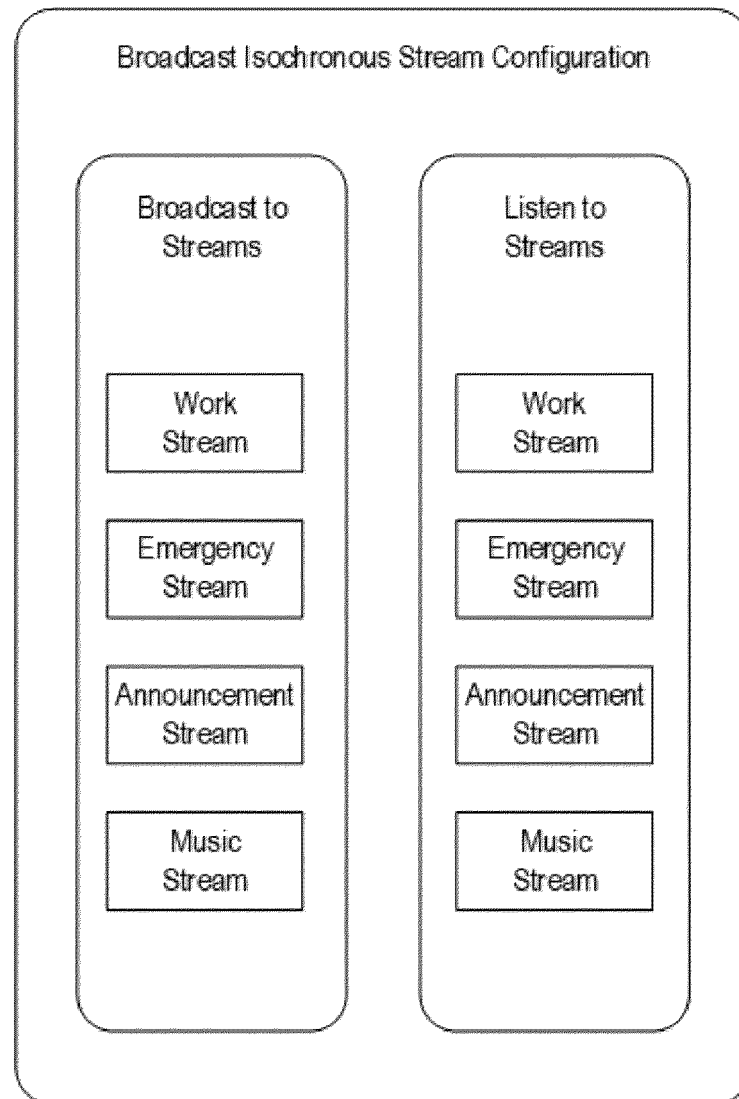 Broadcast Isochronous Stream Configuration
Broadcast to
Streams
Work
Stream
Emergency
Stream
Announcement
Stream
Music
Stream
Listen to
Streams
Work
Stream
Emergency
Stream
Announcement
Stream
Music
Stream